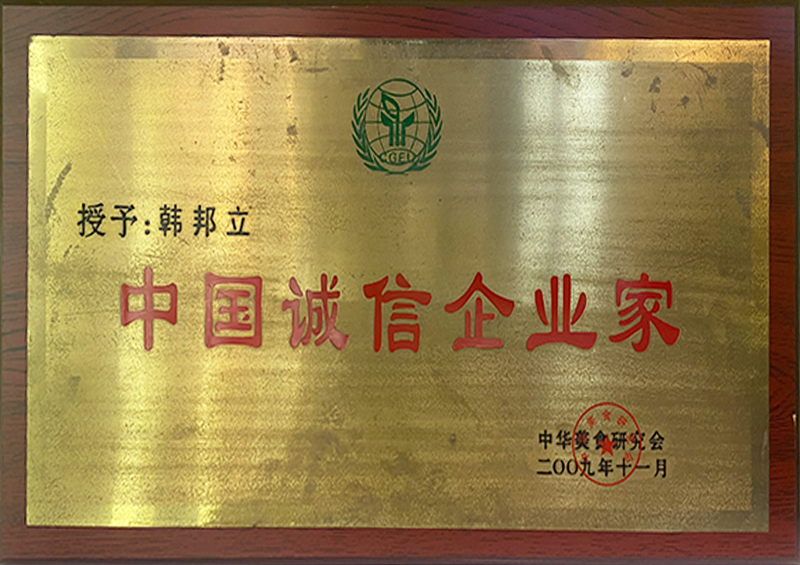 授予:韩邦立
中国诚信企业家
中华美食研究会
二〇〇九年十一月